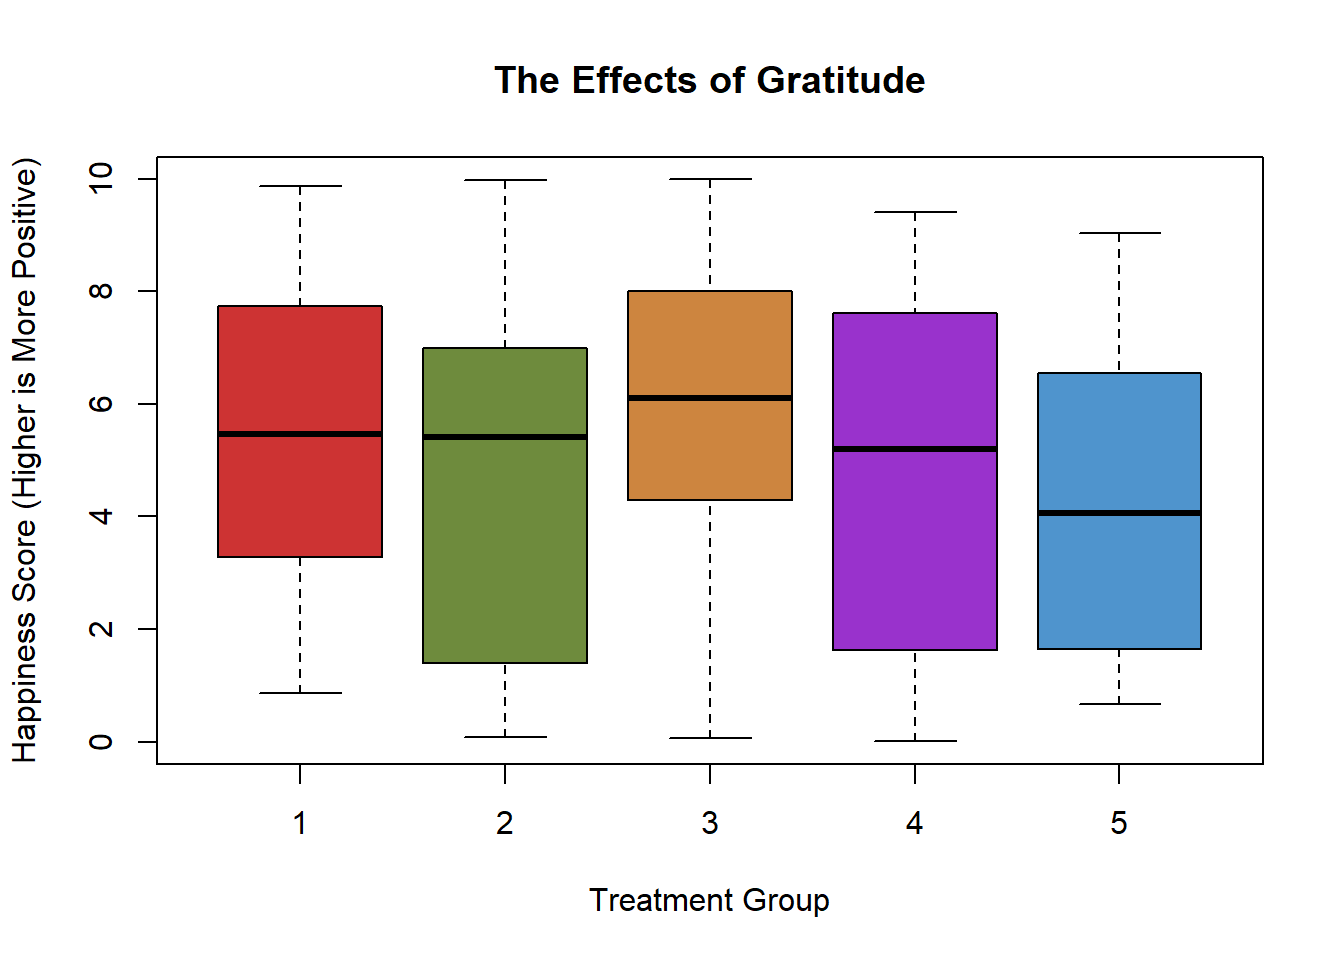 The Effects of Gratitude
Happiness Score (Higher is More Positive)
10
8
6
4
2
0
1 2 3 4 5
Treatment Group